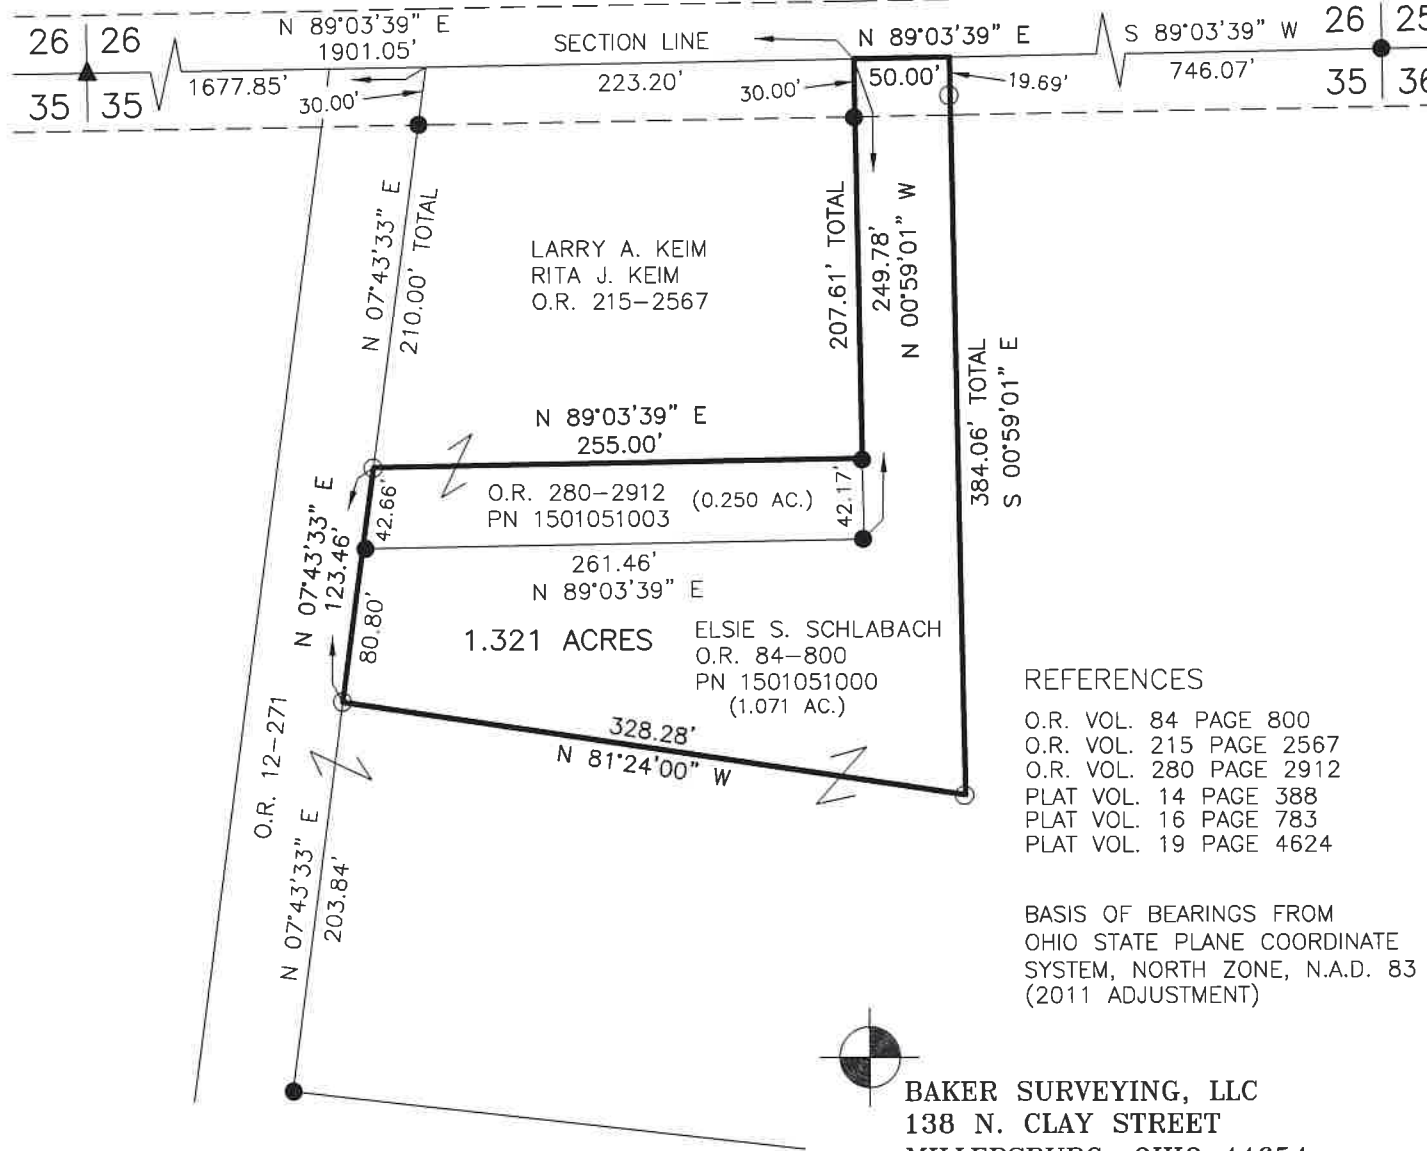 N 89°03'39" E
1901.05'
SECTION LINE
N 89°03'39" E
S 89°03'39" W
26 26
26 25
1677.85'
30.00'
223.20'
30.00'
50.00'
19.69'
746.07'
35 35
35 36
N 07°43'33" E
210.00' TOTAL
LARRY A. KEIM
RITA J. KEIM
O.R. 215-2567
207.61' TOTAL
249.78'
N 00°59'01" W
384.06' TOTAL
S 00°59'01" E
N 89°03'39" E
255.00'
N 07°43'33" E
123.46'
42.66'
O.R. 280-2912
PN 1501051003
(0.250 AC.)
42.17'
261.46'
N 89°03'39" E
80.80'
1.321 ACRES
ELSIE S. SCHLABACH
O.R. 84-800
PN 1501051000
(1.071 AC.)
328.28'
N 81°24'00" W
O.R. 12-271
N 07°43'33" E
203.84'
REFERENCES
O.R. VOL. 84 PAGE 800
O.R. VOL. 215 PAGE 2567
O.R. VOL. 280 PAGE 2912
PLAT VOL. 14 PAGE 388
PLAT VOL. 16 PAGE 783
PLAT VOL. 19 PAGE 4624
BASIS OF BEARINGS FROM
OHIO STATE PLANE COORDINATE
SYSTEM, NORTH ZONE, N.A.D. 83
(2011 ADJUSTMENT)
BAKER SURVEYING, LLC
138 N. CLAY STREET
MILLERSBURG, OHIO 44654